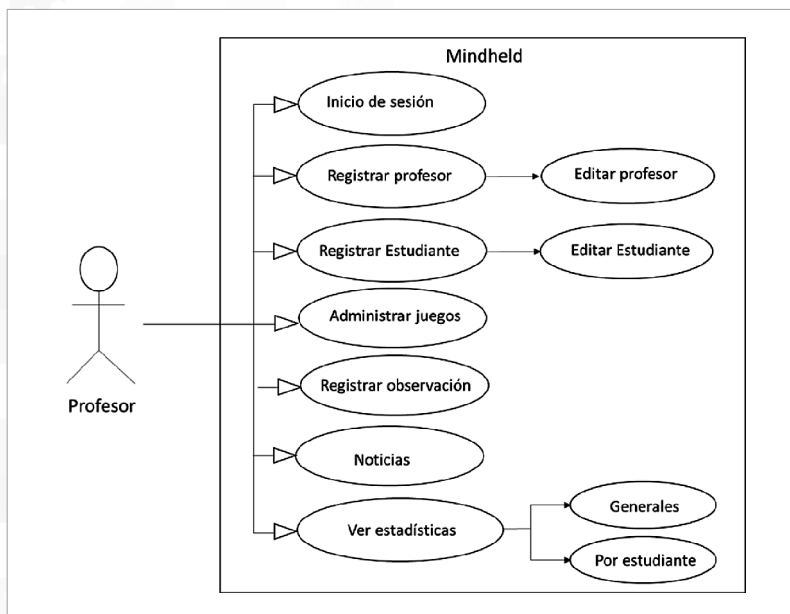 Mindheld
Inicio de sesión
Registrar profesor
Editar profesor
Registrar Estudiante
Editar Estudiante
Administrar juegos
Profesor
Registrar observación
Noticias
Ver estadísticas
Generales
Por estudiante